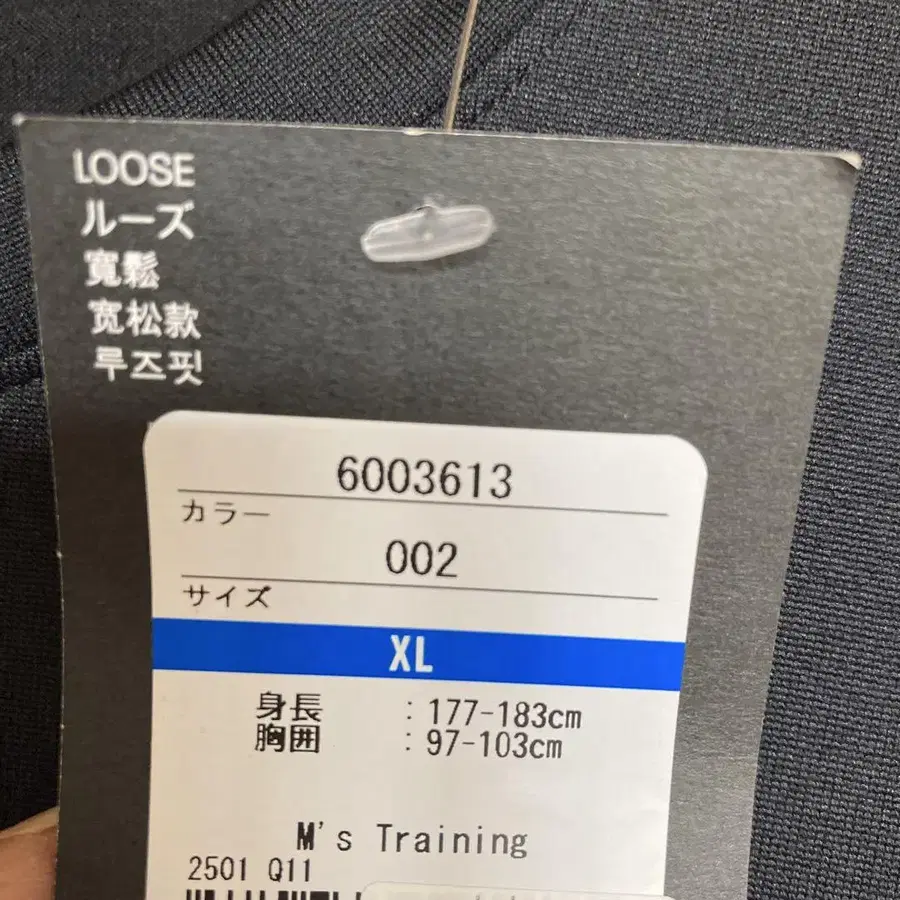 LOOSE
ルーズ
寬鬆
宽松款
루즈핏
6003613
カラー
002
サイズ
XL
身長 : 177-183cm
胸囲 : 97-103cm
M's Training
2501 Q11